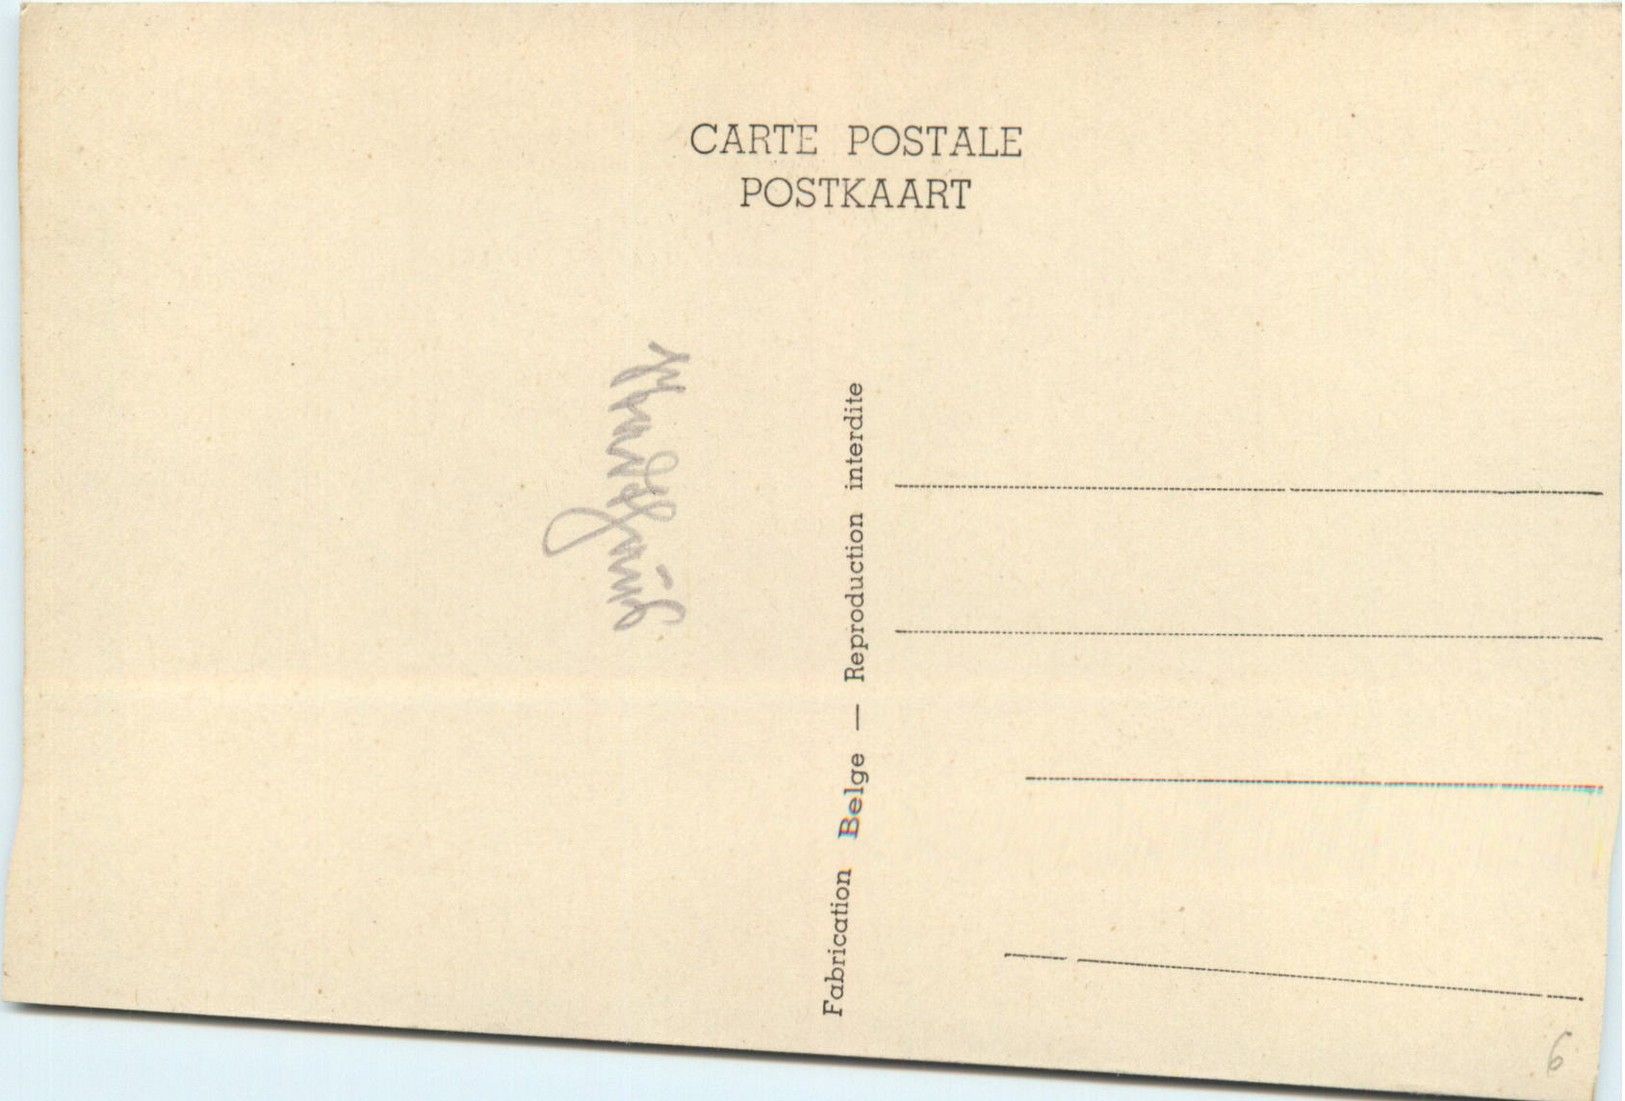 CARTE POSTALE
POSTKAART
Fabrication Belge — Reproduction interdite
6